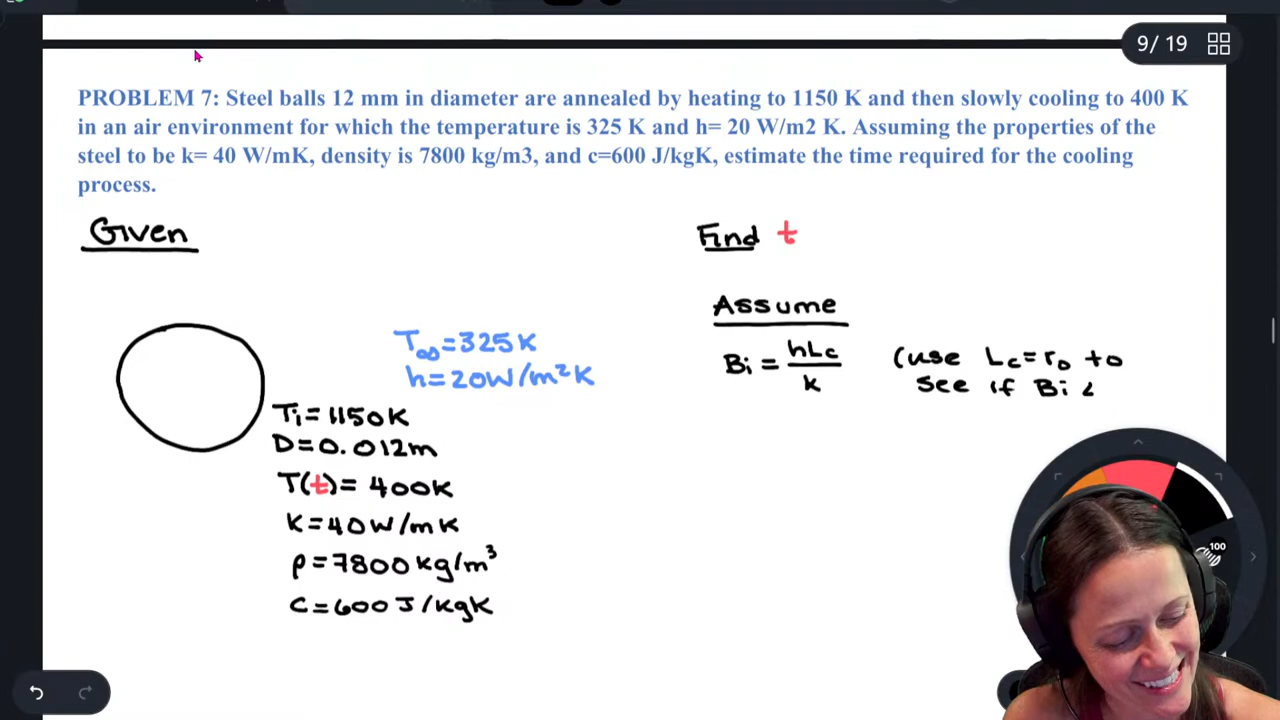 9/ 19
PROBLEM 7: Steel balls 12 mm in diameter are annealed by heating to 1150 K and then slowly cooling to 400 K
in an air environment for which the temperature is 325 K and h= 20 W/m2 K. Assuming the properties of the
steel to be k= 40 W/mK, density is 7800 kg/m3, and c=600 J/kgK, estimate the time required for the cooling
process.
Given
Find t
Assume
T∞=325K
h=20W/m²K
Bi = hLc/k
(use Lc=ro to
see if Bi <
Ti=1150K
D=0.012m
T(t)= 400K
K=40W/mK
ρ=7800kg/m³
C=600J/kgK
100